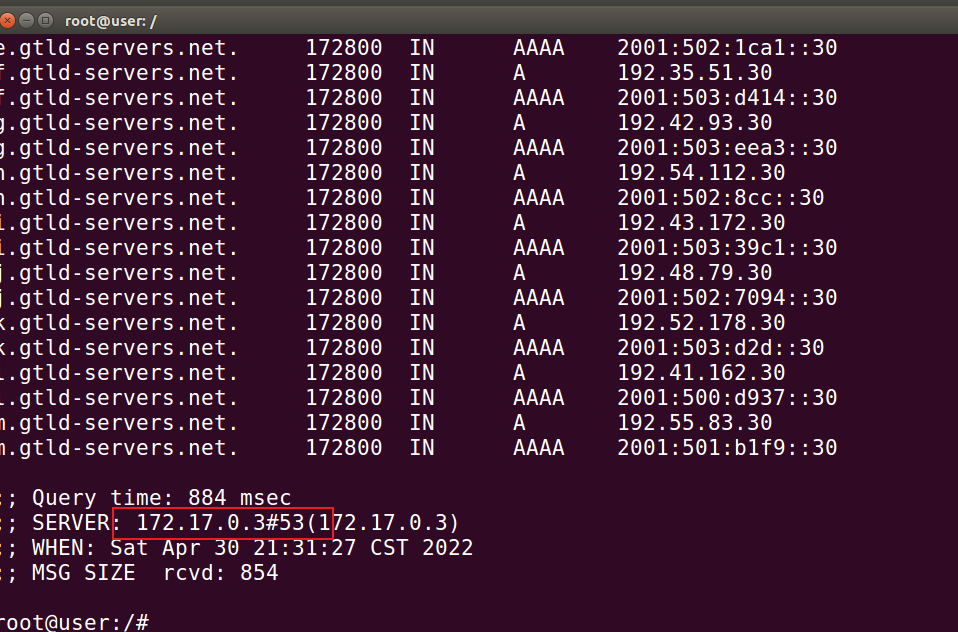 root@user: /
e.gtld-servers.net. 172800 IN AAAA 2001:502:1ca1::30
f.gtld-servers.net. 172800 IN A 192.35.51.30
f.gtld-servers.net. 172800 IN AAAA 2001:503:d414::30
g.gtld-servers.net. 172800 IN A 192.42.93.30
g.gtld-servers.net. 172800 IN AAAA 2001:503:eea3::30
h.gtld-servers.net. 172800 IN A 192.54.112.30
h.gtld-servers.net. 172800 IN AAAA 2001:502:8cc::30
i.gtld-servers.net. 172800 IN A 192.43.172.30
i.gtld-servers.net. 172800 IN AAAA 2001:503:39c1::30
j.gtld-servers.net. 172800 IN A 192.48.79.30
j.gtld-servers.net. 172800 IN AAAA 2001:502:7094::30
k.gtld-servers.net. 172800 IN A 192.52.178.30
k.gtld-servers.net. 172800 IN AAAA 2001:503:d2d::30
l.gtld-servers.net. 172800 IN A 192.41.162.30
l.gtld-servers.net. 172800 IN AAAA 2001:500:d937::30
m.gtld-servers.net. 172800 IN A 192.55.83.30
m.gtld-servers.net. 172800 IN AAAA 2001:501:b1f9::30
;; Query time: 884 msec
;; SERVER: 172.17.0.3#53(172.17.0.3)
;; WHEN: Sat Apr 30 21:31:27 CST 2022
;; MSG SIZE rcvd: 854
root@user:/#